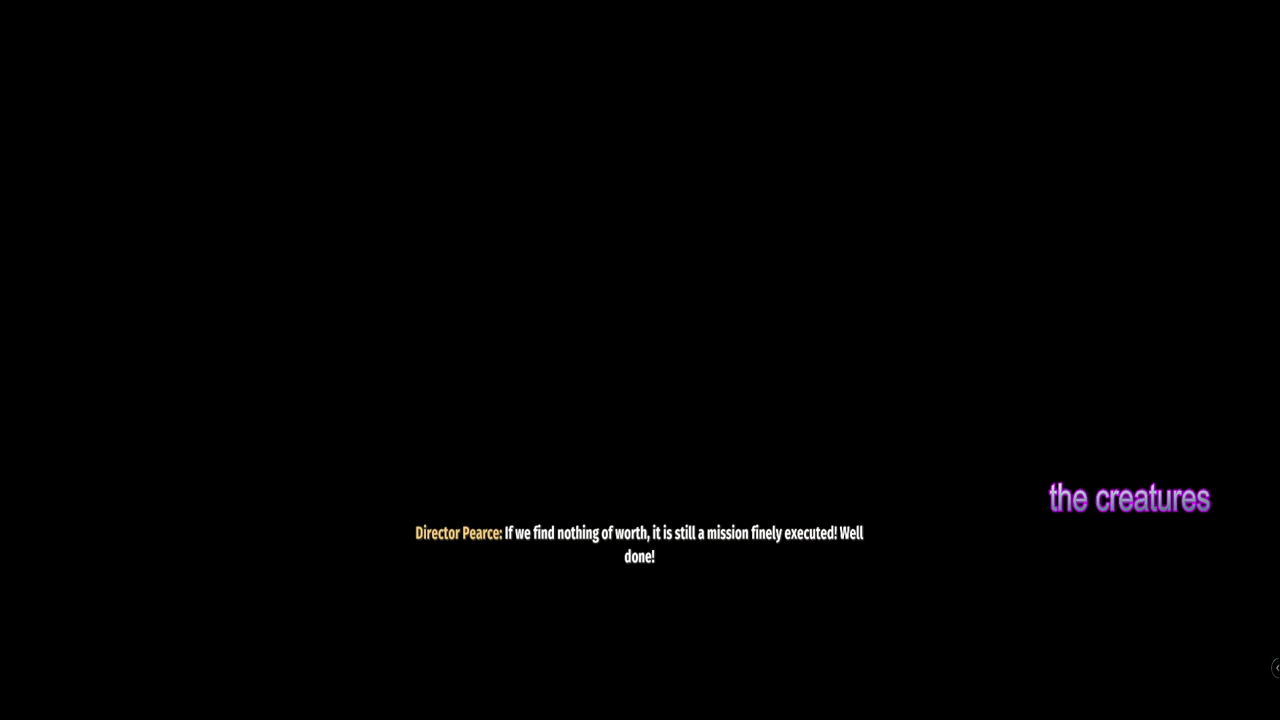 the creatures
Director Pearce: If we find nothing of worth, it is still a mission finely executed! Well
done!